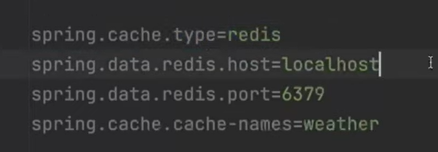 spring.cache.type=redis
spring.data.redis.host=localhost
spring.data.redis.port=6379
spring.cache.cache-names=weather